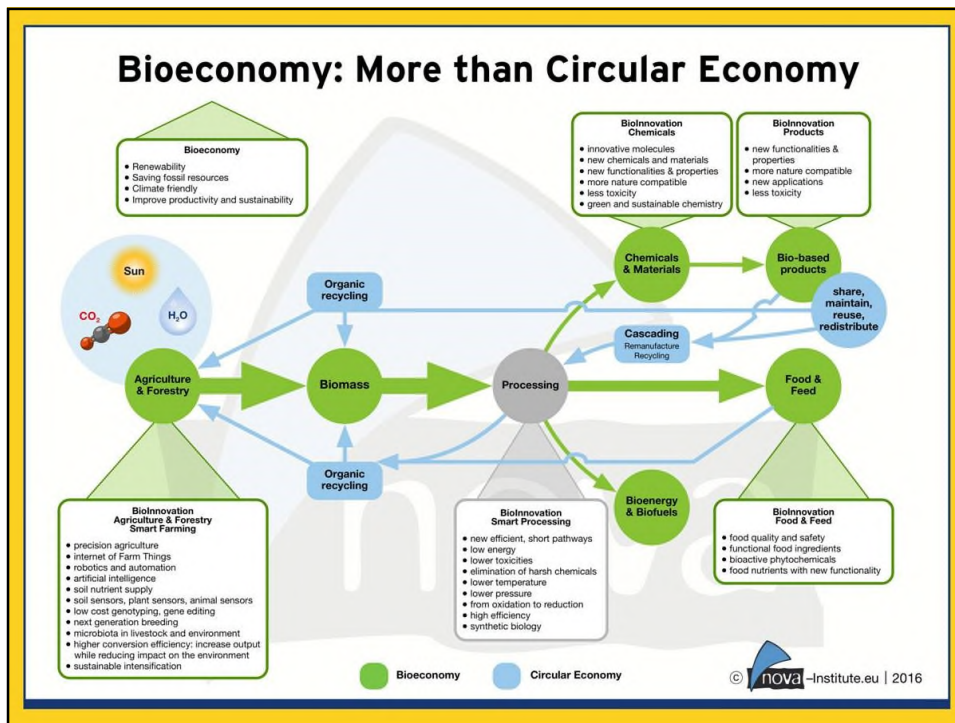 Bioeconomy: More than Circular Economy
Bioeconomy
• Renewability
• Saving fossil resources
• Climate friendly
• Improve productivity and sustainability
BioInnovation
Chemicals
• innovative molecules
• new chemicals and materials
• new functionalities & properties
• more nature compatible
• less toxicity
• green and sustainable chemistry
BioInnovation
Products
• new functionalities &
properties
• more nature compatible
• new applications
• less toxicity
Sun
CO₂
H₂O
Organic
recycling
Chemicals
& Materials
Bio-based
products
share,
maintain,
reuse,
redistribute
Cascading
Remanufacture
Recycling
Agriculture
& Forestry
Biomass
Processing
Food &
Feed
Organic
recycling
Bioenergy
& Biofuels
nova
BioInnovation
Agriculture & Forestry
Smart Farming
• precision agriculture
• internet of Farm Things
• robotics and automation
• artificial intelligence
• soil nutrient supply
• soil sensors, plant sensors, animal sensors
• low cost genotyping, gene editing
• next generation breeding
• microbiota in livestock and environment
• higher conversion efficiency: increase output
while reducing impact on the environment
• sustainable intensification
BioInnovation
Smart Processing
• new efficient, short pathways
• low energy
• lower toxicities
• elimination of harsh chemicals
• lower temperature
• lower pressure
• from oxidation to reduction
• high efficiency
• synthetic biology
BioInnovation
Food & Feed
• food quality and safety
• functional food ingredients
• bioactive phytochemicals
• food nutrients with new functionality
Bioeconomy
Circular Economy
© nova-Institute.eu | 2016